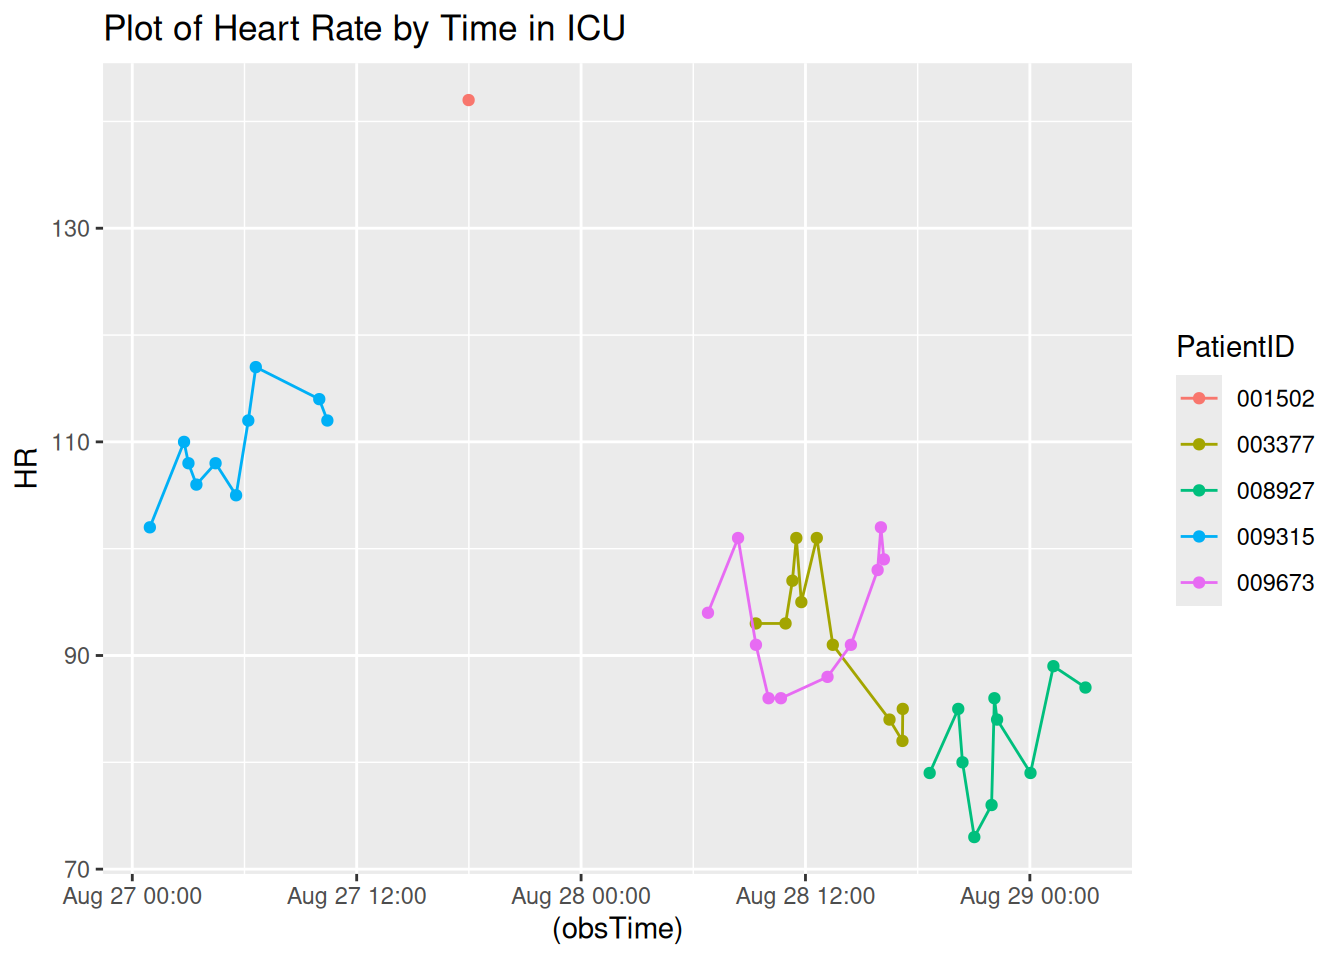 Plot of Heart Rate by Time in ICU
HR
130
110
90
70
Aug 27 00:00
Aug 27 12:00
Aug 28 00:00
Aug 28 12:00
Aug 29 00:00
(obsTime)
PatientID
001502
003377
008927
009315
009673